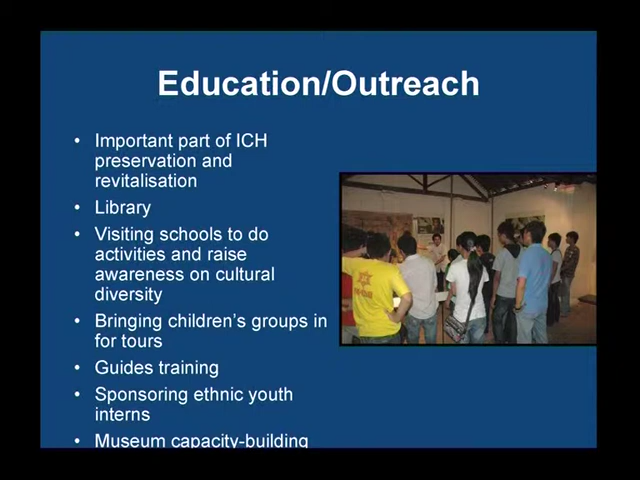 Education/Outreach
• Important part of ICH
preservation and
revitalisation
• Library
• Visiting schools to do
activities and raise
awareness on cultural
diversity
• Bringing children's groups in
for tours
• Guides training
• Sponsoring ethnic youth
interns
• Museum capacity-building